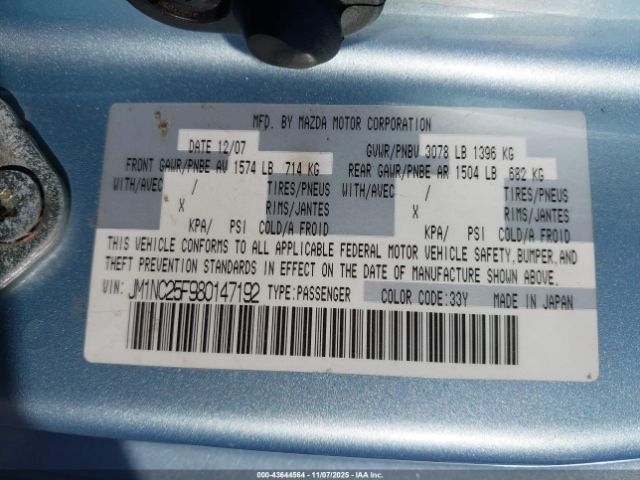 MFD. BY MAZDA MOTOR CORPORATION
DATE 12/07 GVWR/PNBV 3078 LB 1396 KG
FRONT GAWR/PNBE AV 1574 LB 714 KG REAR GAWR/PNBE AR 1504 LB 682 KG
WITH/AVEC / TIRES/PNEUS WITH/AVEC / TIRES/PNEUS
X RIMS/JANTES X RIMS/JANTES
KPA/ PSI COLD/A FROID KPA/ PSI COLD/A FROID
THIS VEHICLE CONFORMS TO ALL APPLICABLE FEDERAL MOTOR VEHICLE SAFETY, BUMPER, AND
THEFT PREVENTION STANDARDS IN EFFECT ON THE DATE OF MANUFACTURE SHOWN ABOVE.
VIN: JM1NC25F980147192 TYPE: PASSENGER COLOR CODE: 33Y MADE IN JAPAN
000-43644564 11/07/2025 IAAI.COM